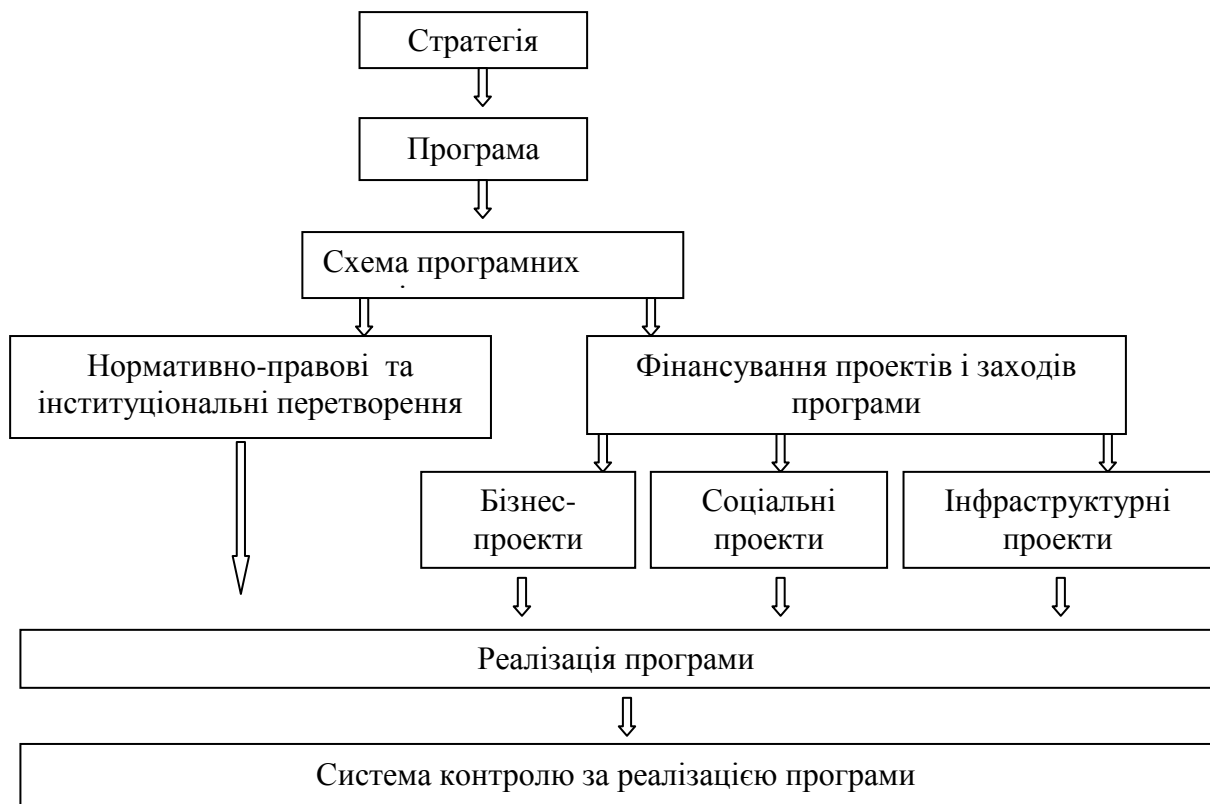 Стратегія
Програма
Схема програмних
Нормативно-правові та
інституціональні перетворення
Фінансування проектів і заходів
програми
Бізнес-
проекти
Соціальні
проекти
Інфраструктурні
проекти
Реалізація програми
Система контролю за реалізацією програми